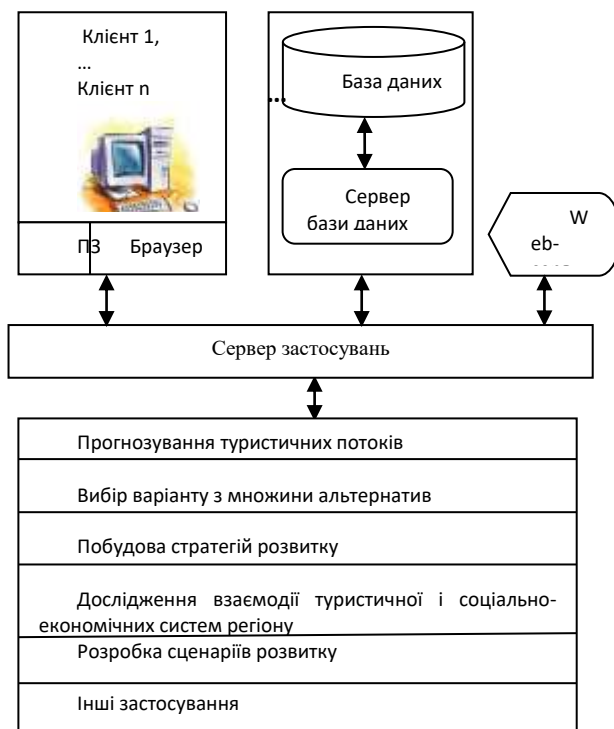 Клієнт 1,
...
Клієнт n
ПЗ Браузер
...
База даних
Сервер
бази даних
W
eb-
Сервер застосувань
Прогнозування туристичних потоків
Вибір варіанту з множини альтернатив
Побудова стратегій розвитку
Дослідження взаємодії туристичної і соціально-
економічних систем регіону
Розробка сценаріїв розвитку
Інші застосування